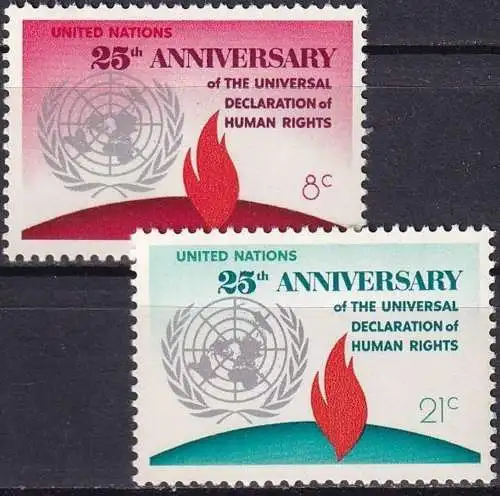 UNITED NATIONS
25th ANNIVERSARY
of THE UNIVERSAL
DECLARATION of
HUMAN RIGHTS
8c
UNITED NATIONS
25th ANNIVERSARY
of THE UNIVERSAL
DECLARATION of
HUMAN RIGHTS
21c